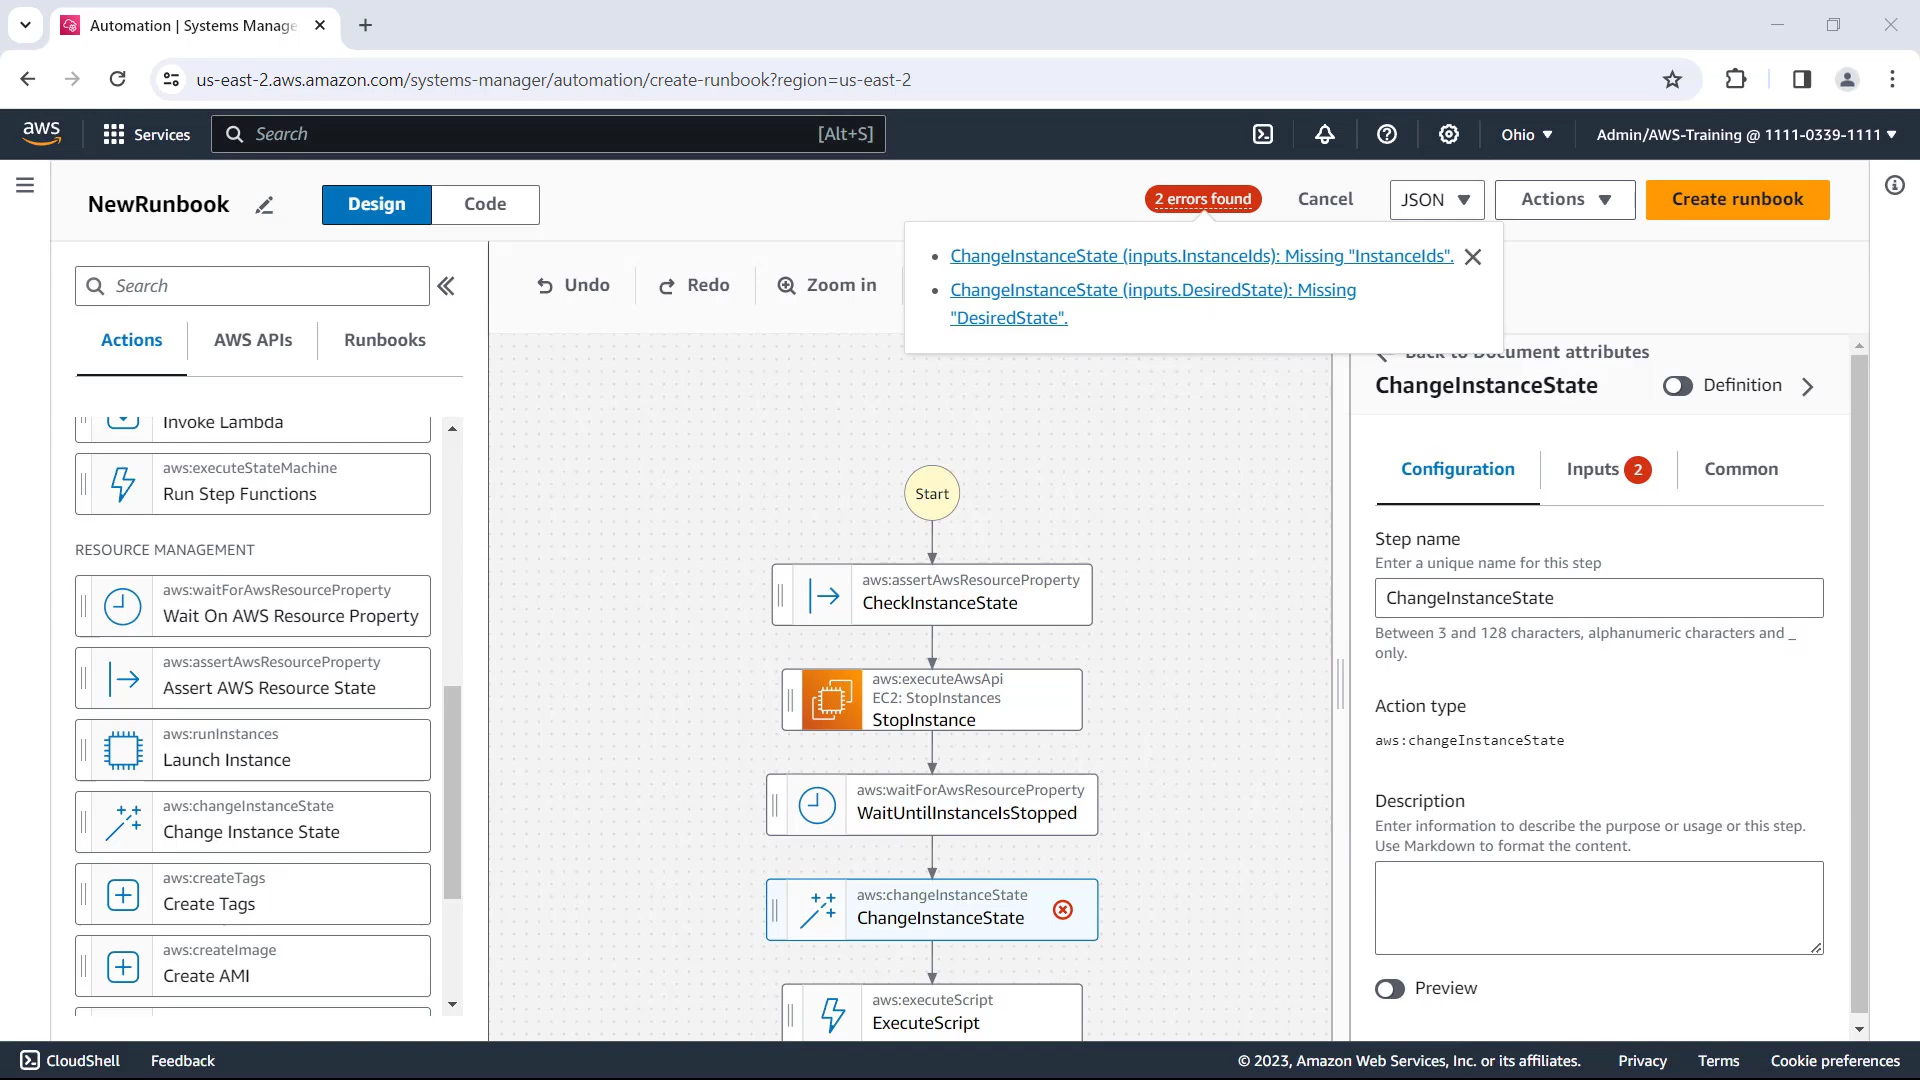 Automation | Systems Manage
us-east-2.aws.amazon.com/systems-manager/automation/create-runbook?region=us-east-2
aws
Services
Search
[Alt+S]
Ohio
Admin/AWS-Training @ 1111-0339-1111
NewRunbook
Design
Code
2 errors found
Cancel
JSON
Actions
Create runbook
ChangeInstanceState (inputs.InstanceIds): Missing "InstanceIds".
ChangeInstanceState (inputs.DesiredState): Missing
"DesiredState".
Search
Undo
Redo
Zoom in
Actions
AWS APIs
Runbooks
Invoke Lambda
aws:executeStateMachine
Run Step Functions
RESOURCE MANAGEMENT
aws:waitForAwsResourceProperty
Wait On AWS Resource Property
aws:assertAwsResourceProperty
Assert AWS Resource State
aws:runInstances
Launch Instance
aws:changeInstanceState
Change Instance State
aws:createTags
Create Tags
aws:createImage
Create AMI
Start
aws:assertAwsResourceProperty
CheckInstanceState
aws:executeAwsApi
EC2: StopInstances
StopInstance
aws:waitForAwsResourceProperty
WaitUntilInstanceIsStopped
aws:changeInstanceState
ChangeInstanceState
aws:executeScript
ExecuteScript
Back to Document attributes
ChangeInstanceState
Definition
Configuration
Inputs 2
Common
Step name
Enter a unique name for this step
ChangeInstanceState
Between 3 and 128 characters, alphanumeric characters and _
only.
Action type
aws:changeInstanceState
Description
Enter information to describe the purpose or usage or this step.
Use Markdown to format the content.
Preview
CloudShell
Feedback
© 2023, Amazon Web Services, Inc. or its affiliates.
Privacy
Terms
Cookie preferences